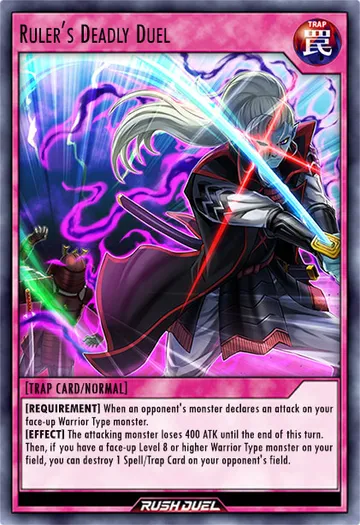 Ruler's Deadly Duel
TRAP
罠
[TRAP CARD/NORMAL]
[REQUIREMENT] When an opponent's monster declares an attack on your
face-up Warrior Type monster.
[EFFECT] The attacking monster loses 400 ATK until the end of this turn.
Then, if you have a face-up Level 8 or higher Warrior Type Monster on your
field, you can destroy 1 Spell/Trap Card on your opponent's field.
RUSH DUEL